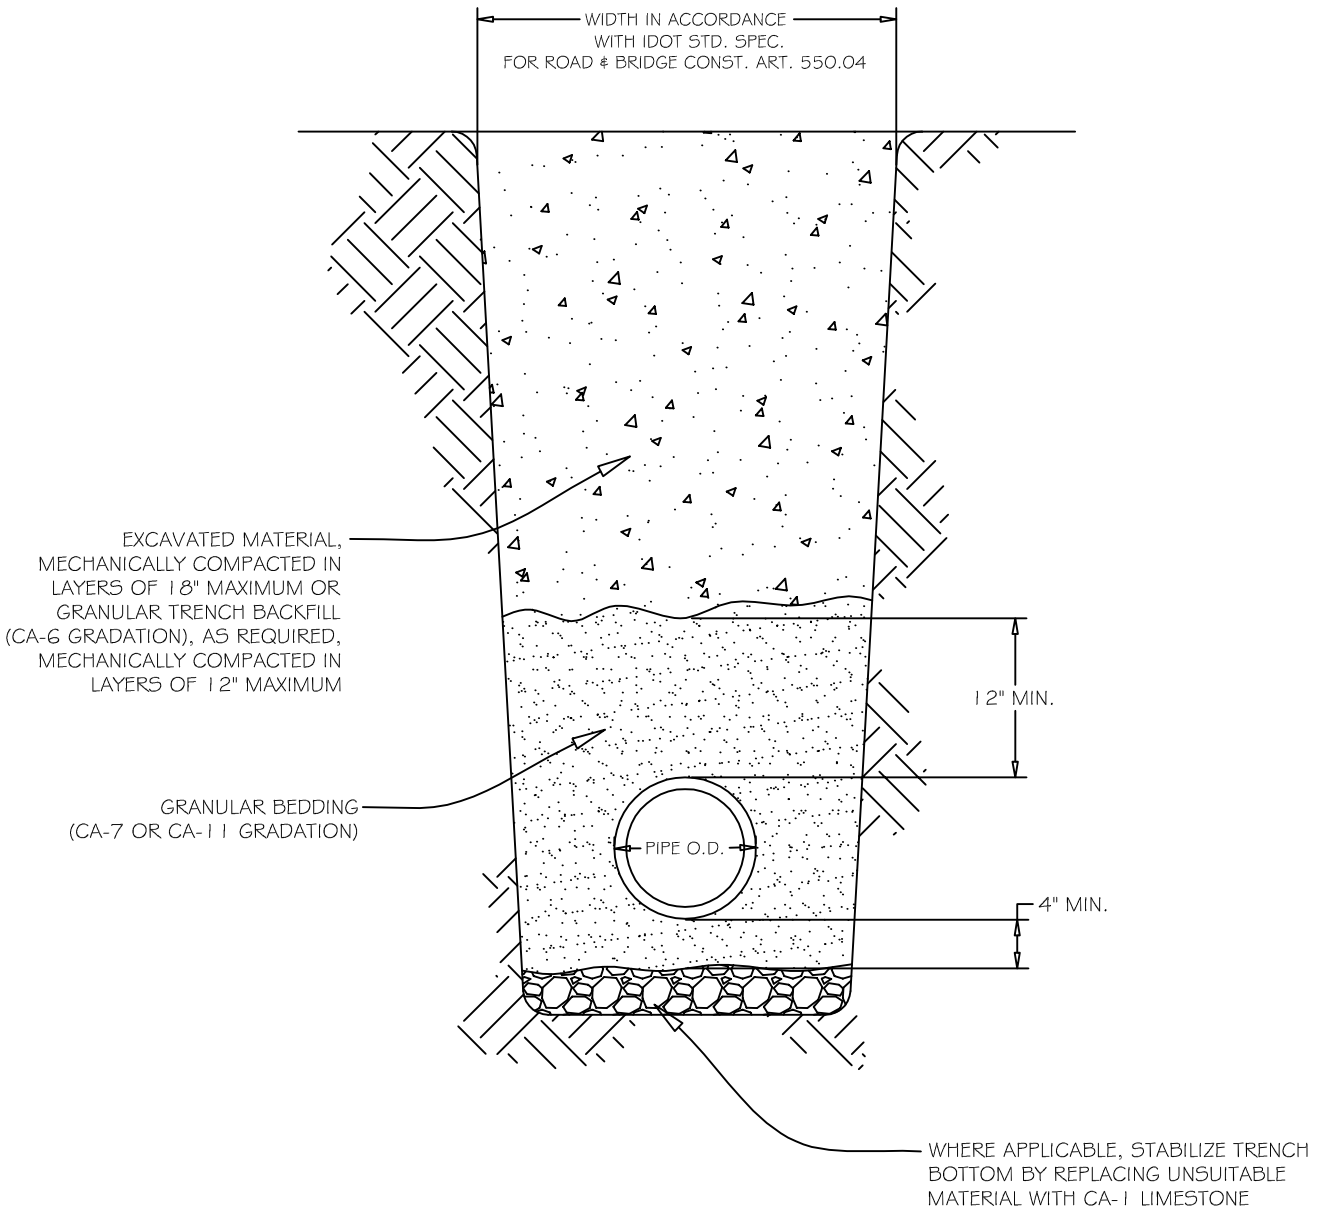 WIDTH IN ACCORDANCE
WITH IDOT STD. SPEC.
FOR ROAD & BRIDGE CONST. ART. 550.04
EXCAVATED MATERIAL,
MECHANICALLY COMPACTED IN
LAYERS OF 18" MAXIMUM OR
GRANULAR TRENCH BACKFILL
(CA-6 GRADATION), AS REQUIRED,
MECHANICALLY COMPACTED IN
LAYERS OF 12" MAXIMUM
12" MIN.
GRANULAR BEDDING
(CA-7 OR CA-11 GRADATION)
PIPE O.D.
4" MIN.
WHERE APPLICABLE, STABILIZE TRENCH
BOTTOM BY REPLACING UNSUITABLE
MATERIAL WITH CA-1 LIMESTONE